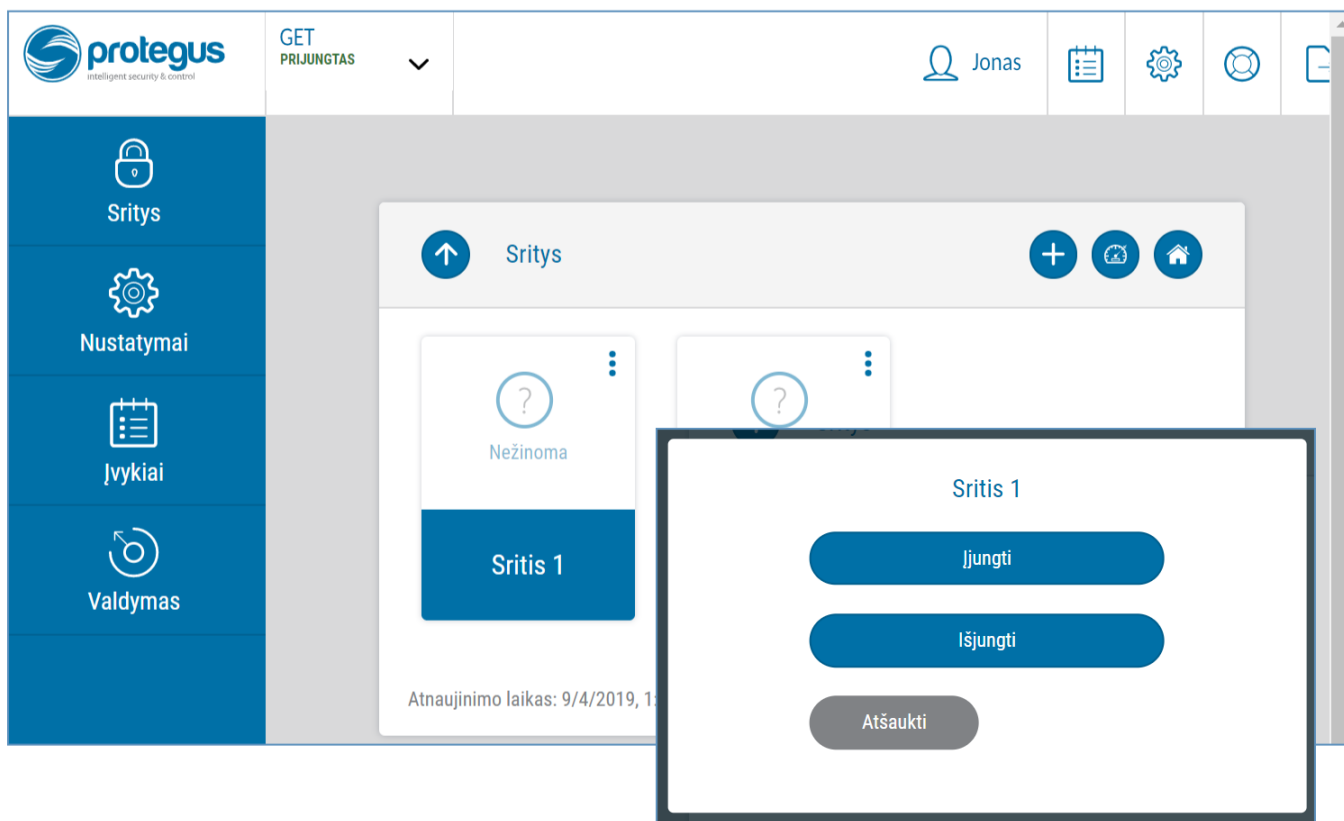 protegus
intelligent security & control
GET
PRIJUNGTAS
Jonas
Sritys
Nustatymai
Įvykiai
Valdymas
Sritys
?
Nežinoma
Sritis 1
?
Atnaujinimo laikas: 9/4/2019, 1:
Sritis 1
Įjungti
Išjungti
Atšaukti